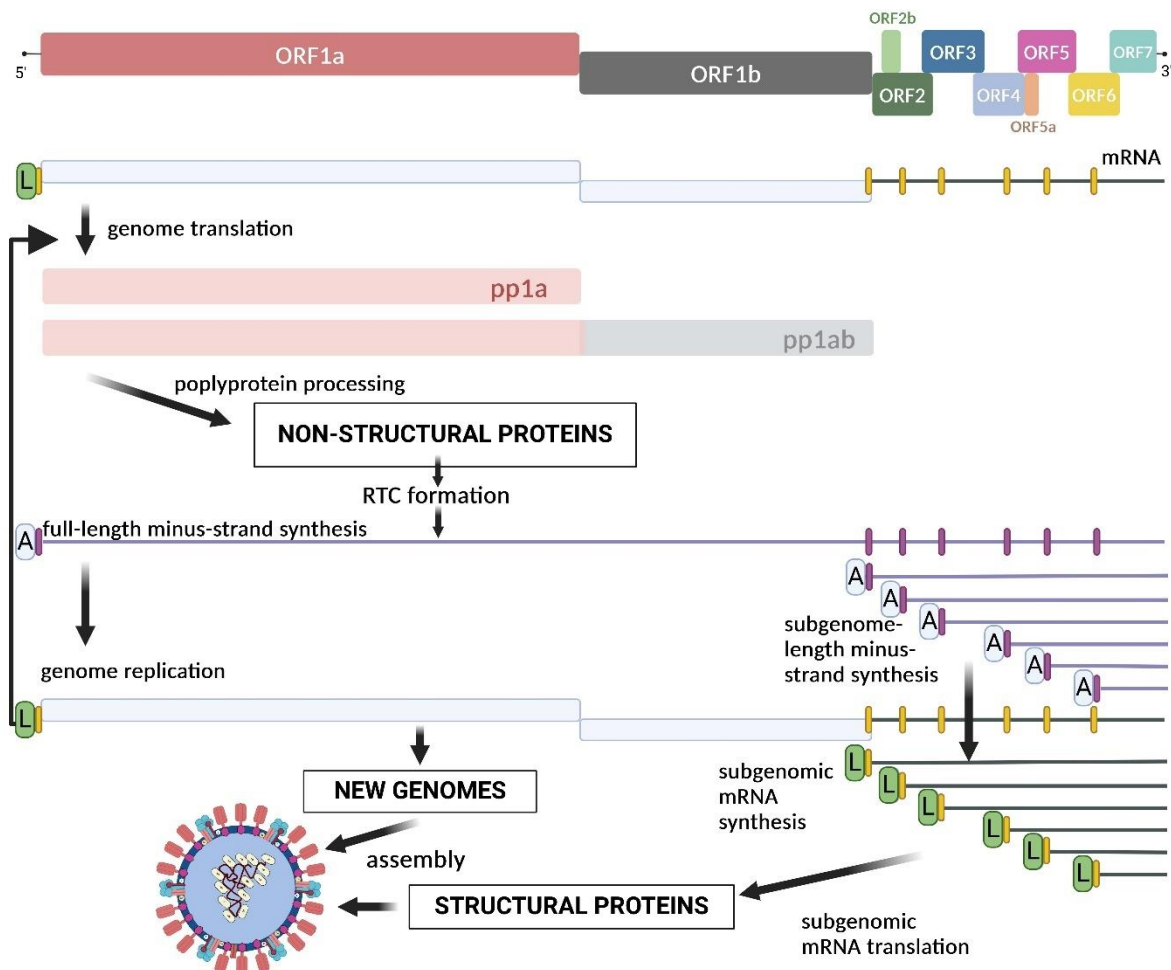 ORF2b
ORF1a
ORF3
ORF5
ORF7
5'
3'
ORF1b
ORF2
ORF4
ORF6
ORF5a
mRNA
L
genome translation
pp1a
pp1ab
poplyprotein processing
NON-STRUCTURAL PROTEINS
RTC formation
A
full-length minus-strand synthesis
A
A
A
A
A
A
subgenome-
length minus-
strand synthesis
genome replication
L
L
L
L
L
L
L
subgenomic
mRNA
synthesis
NEW GENOMES
assembly
STRUCTURAL PROTEINS
subgenomic
mRNA translation